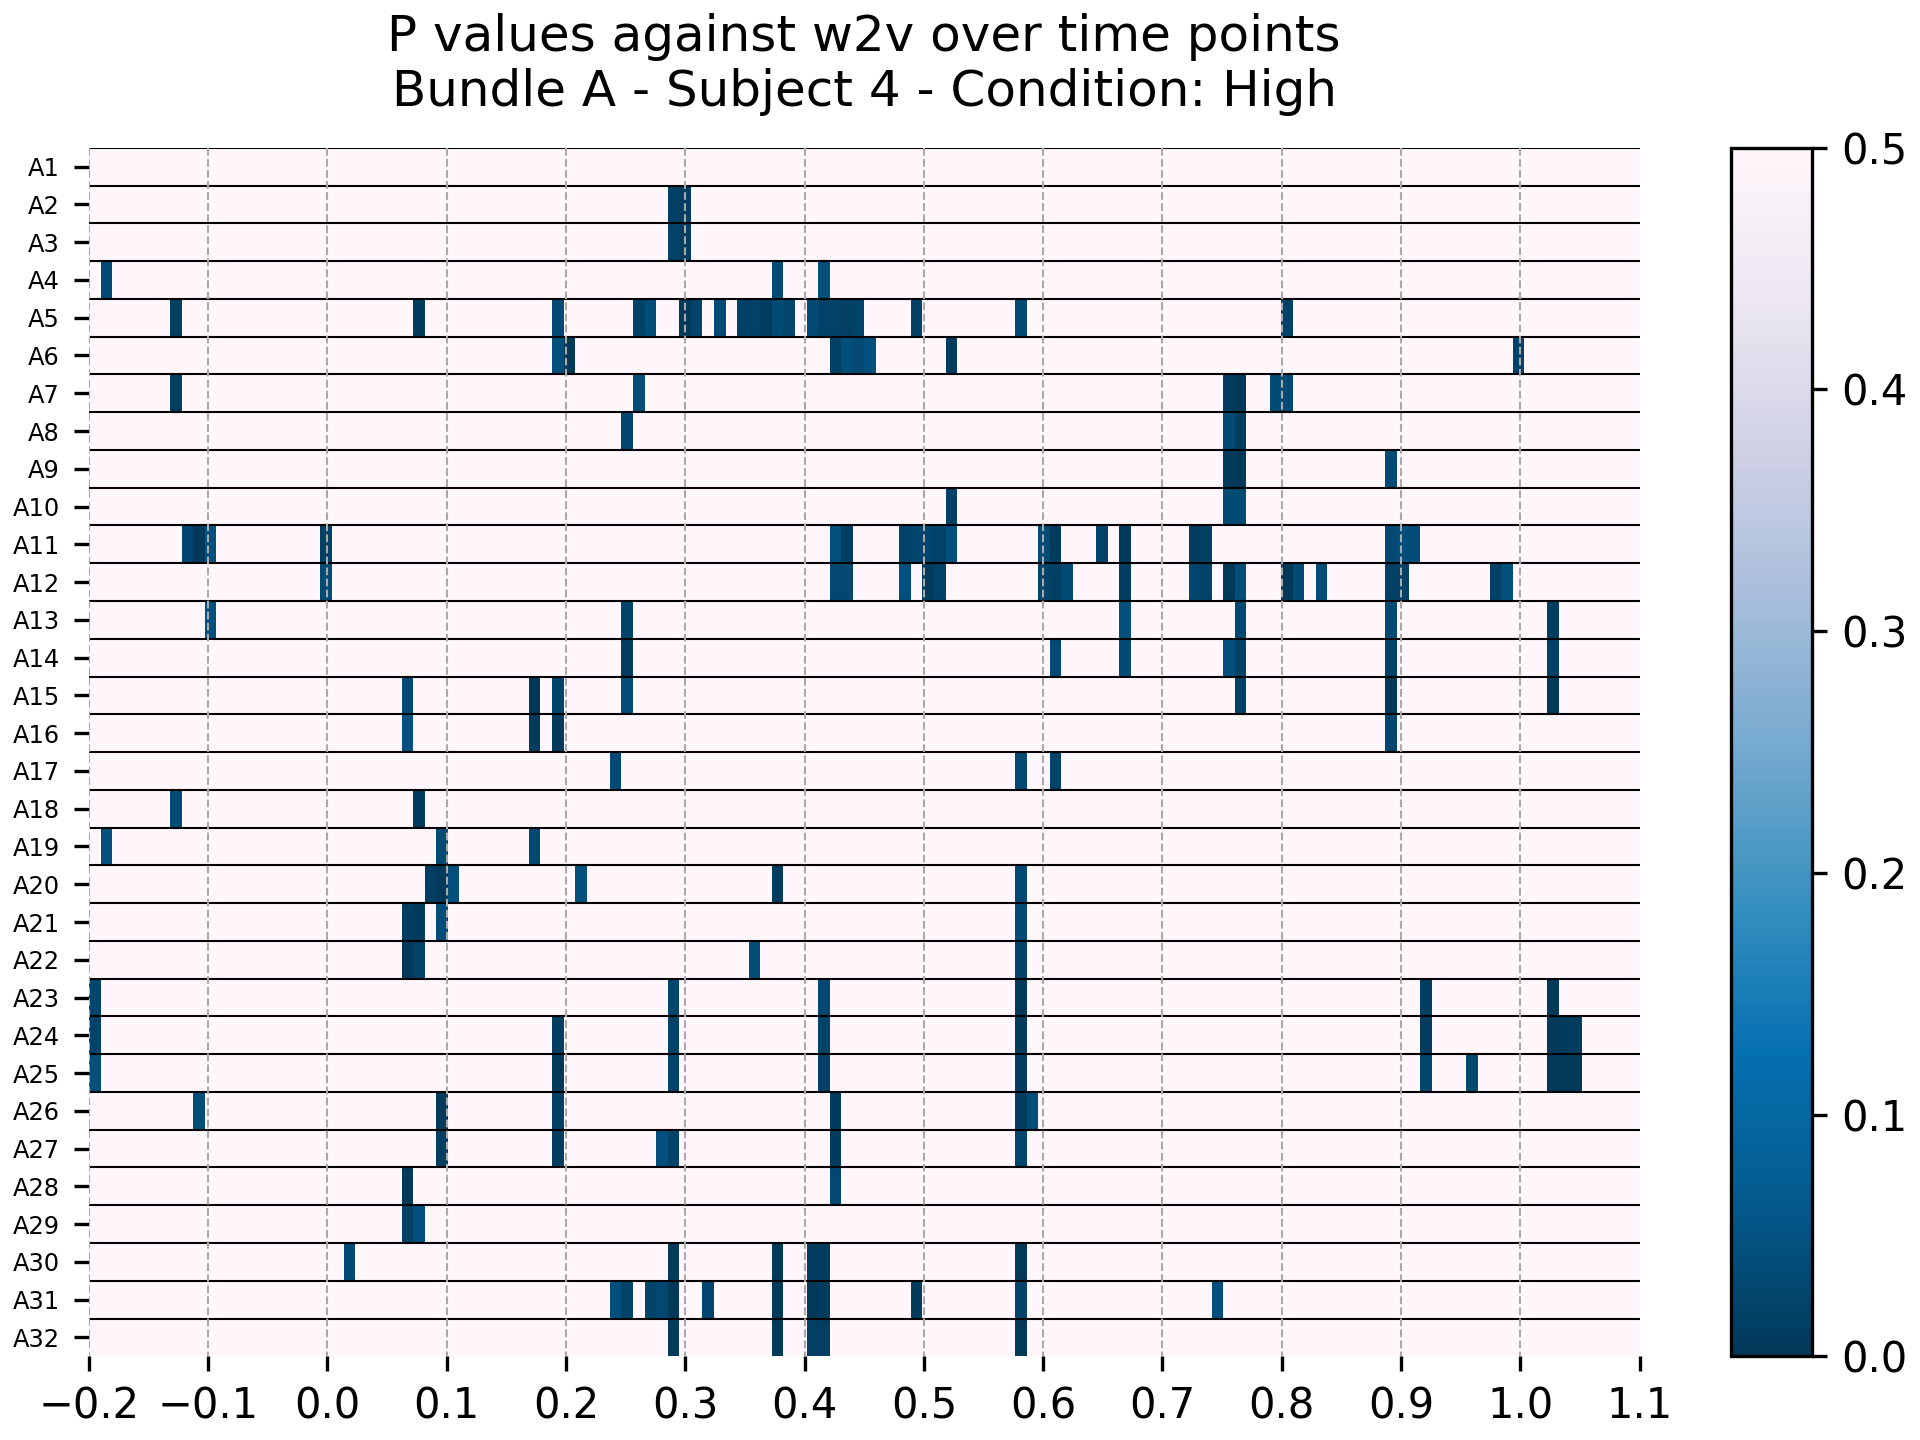 P values against w2v over time points
Bundle A - Subject 4 - Condition: High
A1
A2
A3
A4
A5
A6
A7
A8
A9
A10
A11
A12
A13
A14
A15
A16
A17
A18
A19
A20
A21
A22
A23
A24
A25
A26
A27
A28
A29
A30
A31
A32
−0.2 −0.1 0.0 0.1 0.2 0.3 0.4 0.5 0.6 0.7 0.8 0.9 1.0 1.1
0.5
0.4
0.3
0.2
0.1
0.0